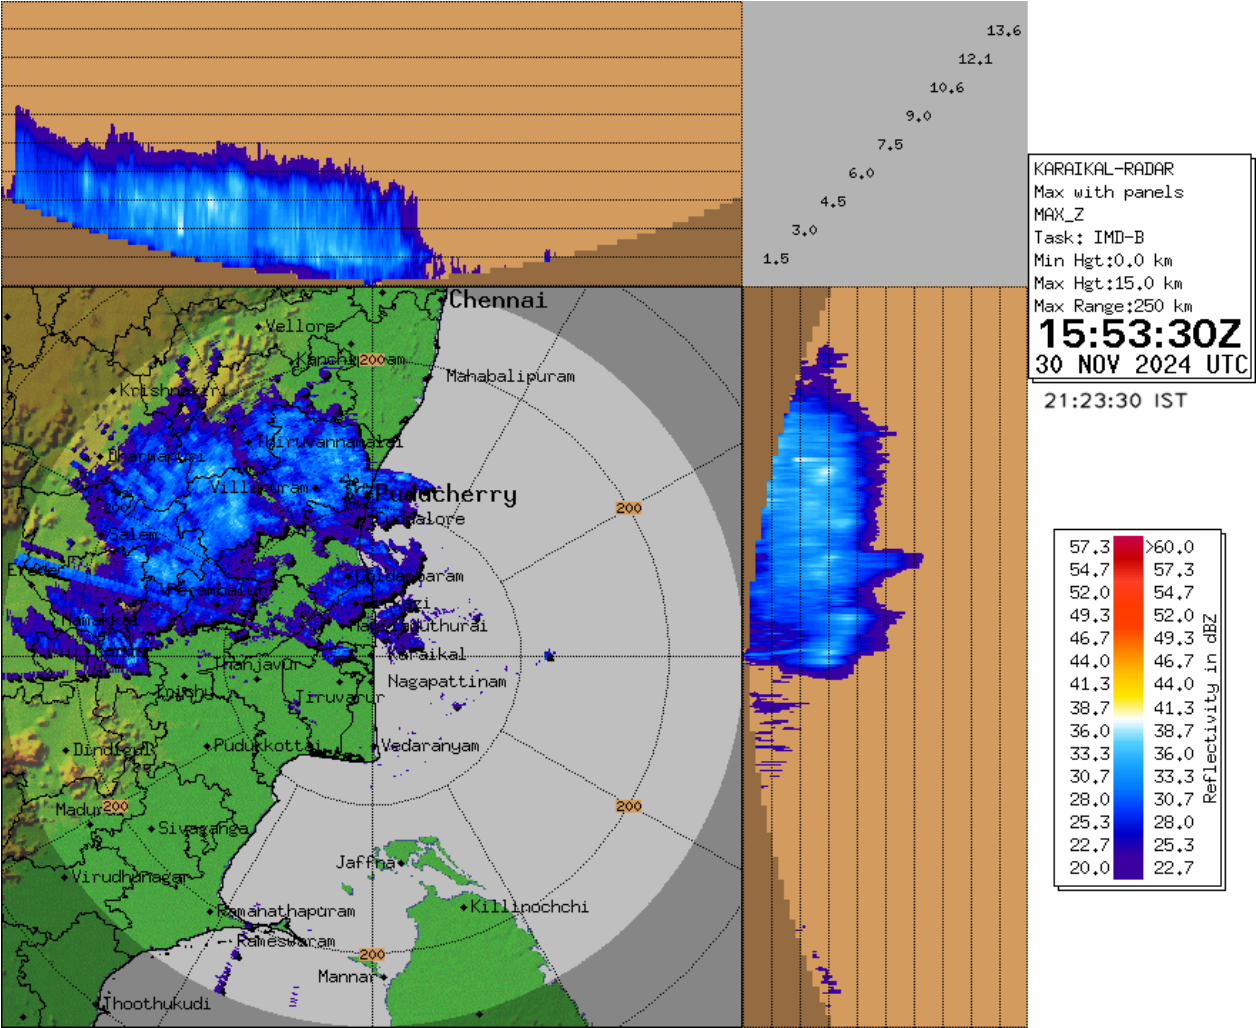 13.6
12.1
10.6
9.0
7.5
6.0
4.5
3.0
1.5
KARAIKAL-RADAR
Max with panels
MAX_Z
Task: IMD-B
Min Hgt:0.0 km
Max Hgt:15.0 km
Max Range:250 km
15:53:30Z
30 NOV 2024 UTC
21:23:30 IST
Chennai
Vellore
200
Mahabalipuram
Krishnagiri
Thiruvannamalai
Dharmapuri
Villupuram
Puducherry
200
200
Cuddalore
Salem
Erode
Chidambaram
Perambalur
Namakkal
Karur
Karaikal
Thanjavur
Nagapattinam
Tiruvarur
Pudukkottai
Vedaranyam
Dindigul
200
200
Sivaganga
Jaffna
Virudhunagar
Killinochchi
Ramanathapuram
Rameswaram
200
Mannar
Thoothukudi
57.3 >60.0
54.7 57.3
52.0 54.7
49.3 52.0
46.7 49.3
44.0 46.7
41.3 44.0
38.7 41.3
36.0 38.7
33.3 36.0
30.7 33.3
28.0 30.7
25.3 28.0
22.7 25.3
20.0 22.7
Reflectivity in dBZ